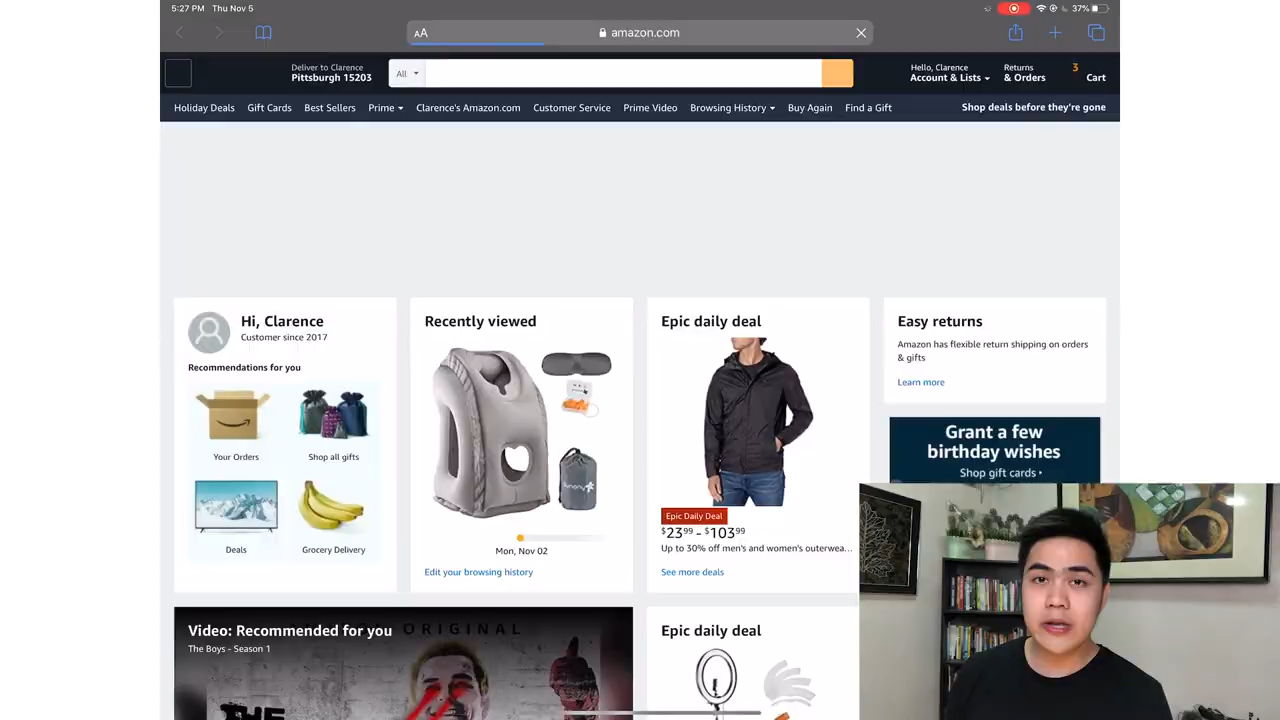 5:27 PM Thu Nov 5
37%
AA
amazon.com
Deliver to Clarence
Pittsburgh 15203
All
Hello, Clarence
Account & Lists
Returns
& Orders
3
Cart
Holiday Deals Gift Cards Best Sellers Prime Clarence's Amazon.com Customer Service Prime Video Browsing History Buy Again Find a Gift
Shop deals before they're gone
Hi, Clarence
Customer since 2017
Recommendations for you
Your Orders
Shop all gifts
Deals
Grocery Delivery
Recently viewed
Mon, Nov 02
Edit your browsing history
Epic daily deal
Epic Daily Deal
$23⁹⁹ - $103⁹⁹
Up to 30% off men's and women's outerwea...
See more deals
Easy returns
Amazon has flexible return shipping on orders
& gifts
Learn more
Grant a few
birthday wishes
Shop gift cards
Video: Recommended for you
ORIGINAL
The Boys - Season 1
THE
Epic daily deal